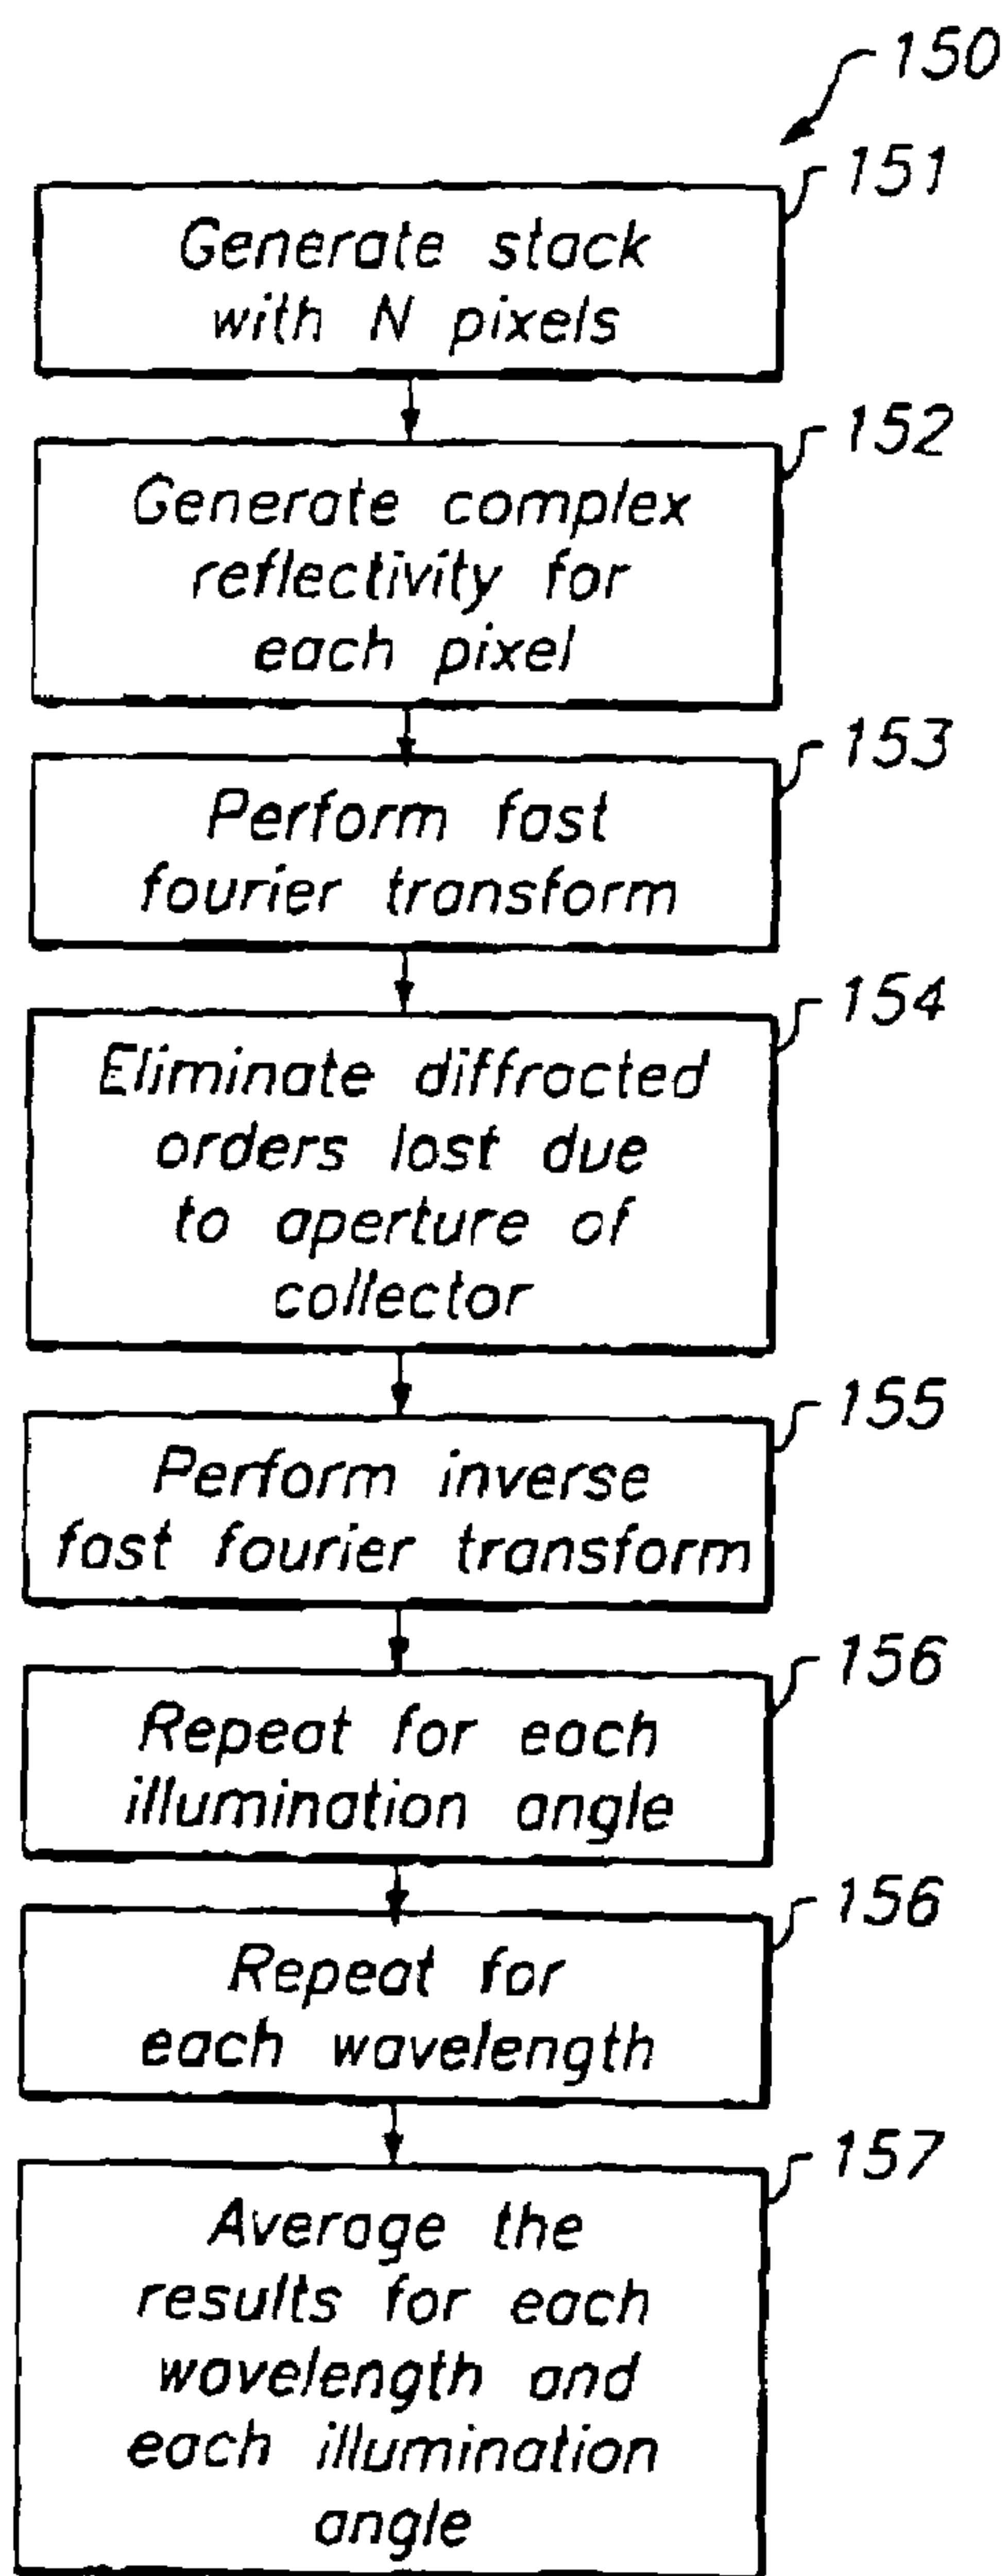 150
151
Generate stack
with N pixels
152
Generate complex
reflectivity for
each pixel
153
Perform fast
fourier transform
154
Eliminate diffracted
orders lost due
to aperture of
collector
155
Perform inverse
fast fourier transform
156
Repeat for each
illumination angle
156
Repeat for
each wavelength
157
Average the
results for each
wavelength and
each illumination
angle